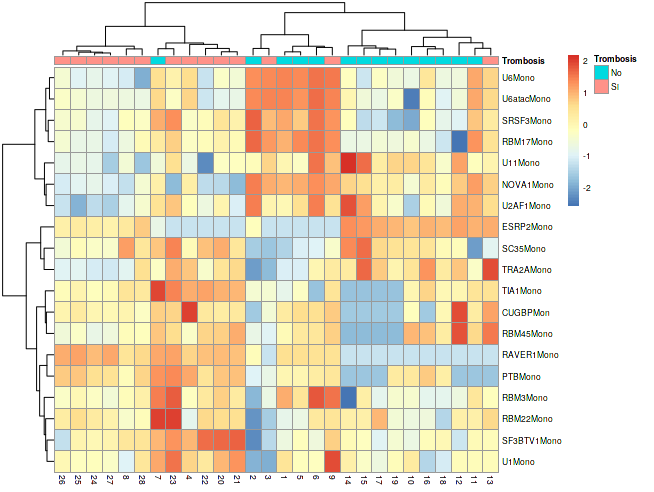 Trombosis
Trombosis
No
SI
2
1
0
-1
-2
U6Mono
U6atacMono
SRSF3Mono
RBM17Mono
U11Mono
NOVA1Mono
U2AF1Mono
ESRP2Mono
SC35Mono
TRA2AMono
TIA1Mono
CUGBPMon
RBM45Mono
RAVER1Mono
PTBMono
RBM3Mono
RBM22Mono
SF3BTV1Mono
U1Mono
26 25 24 27 8 28 7 23 4 22 20 21 2 3 1 5 6 9 14 15 17 19 10 16 18 12 11 13